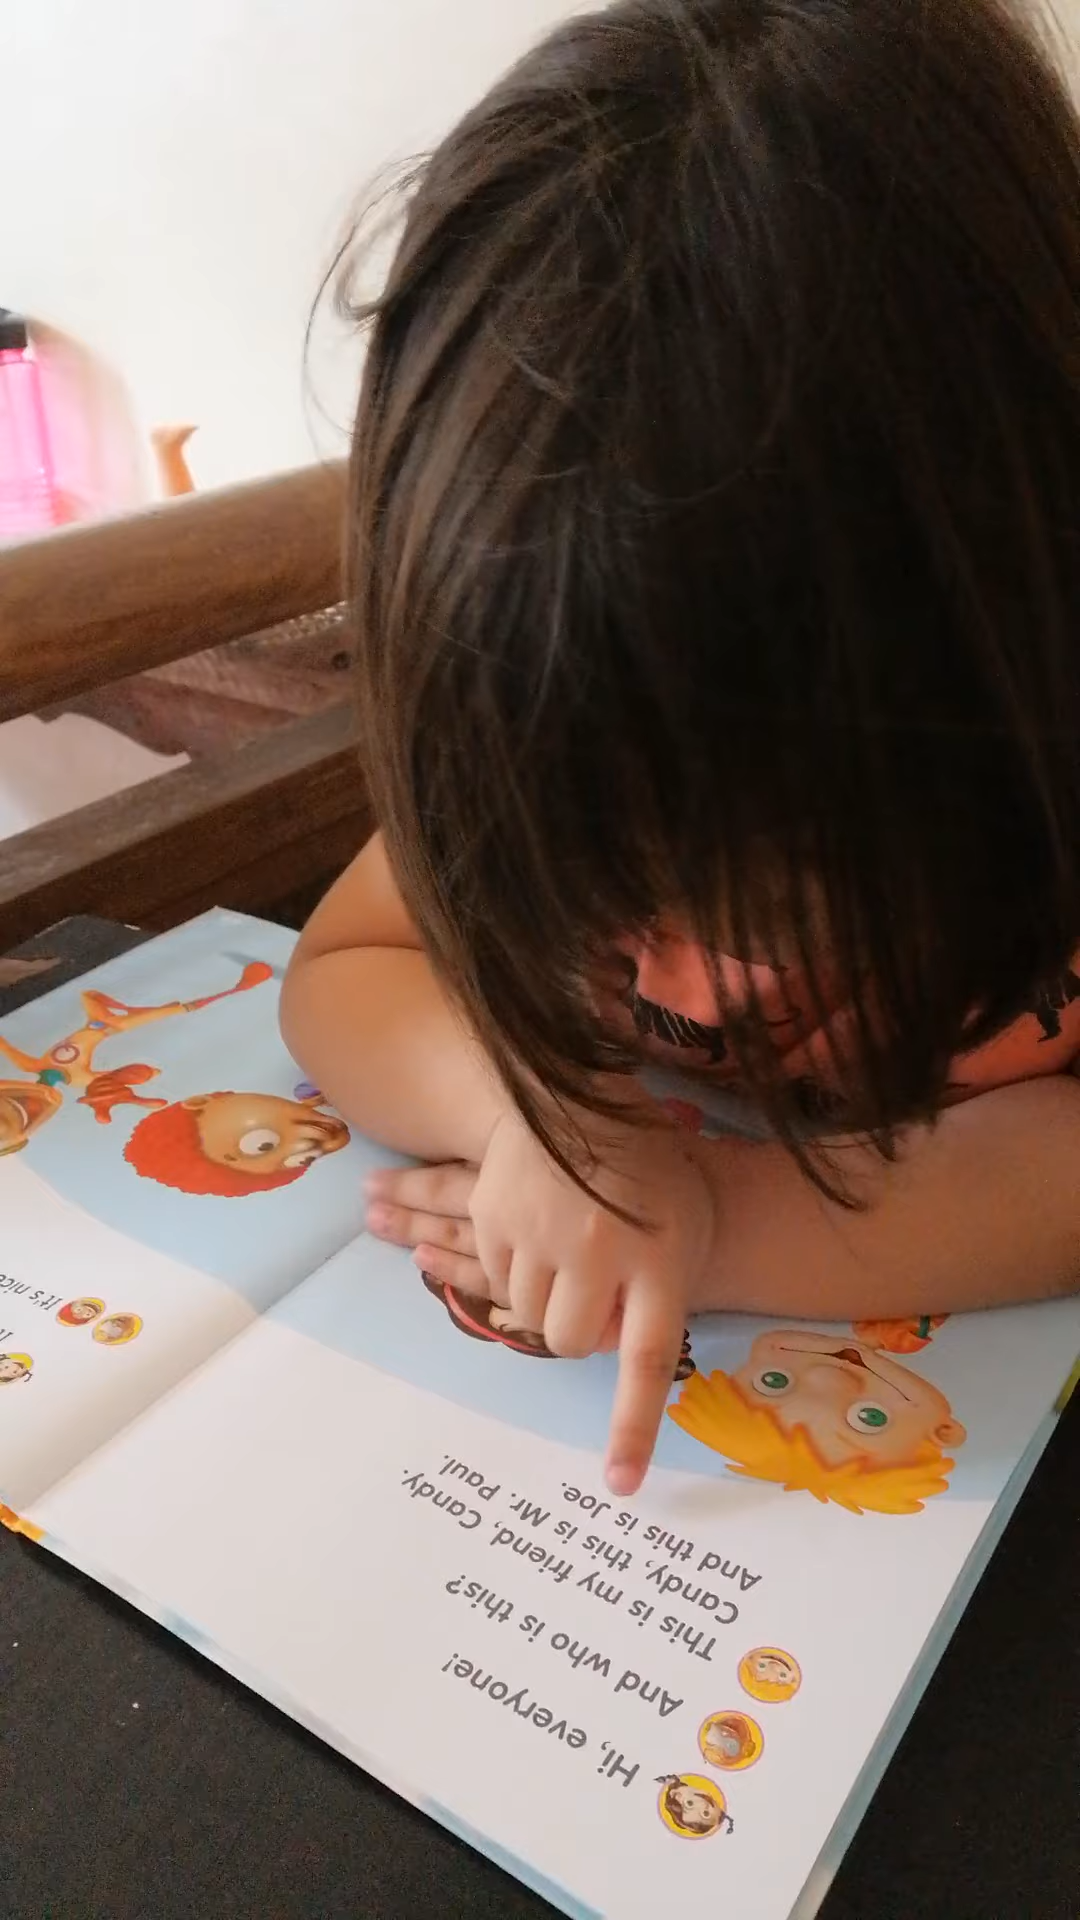 Hi, everyone!
And who is this?
This is my friend, Candy.
Candy, this is Mr. Paul.
And this is Joe.
It's nice